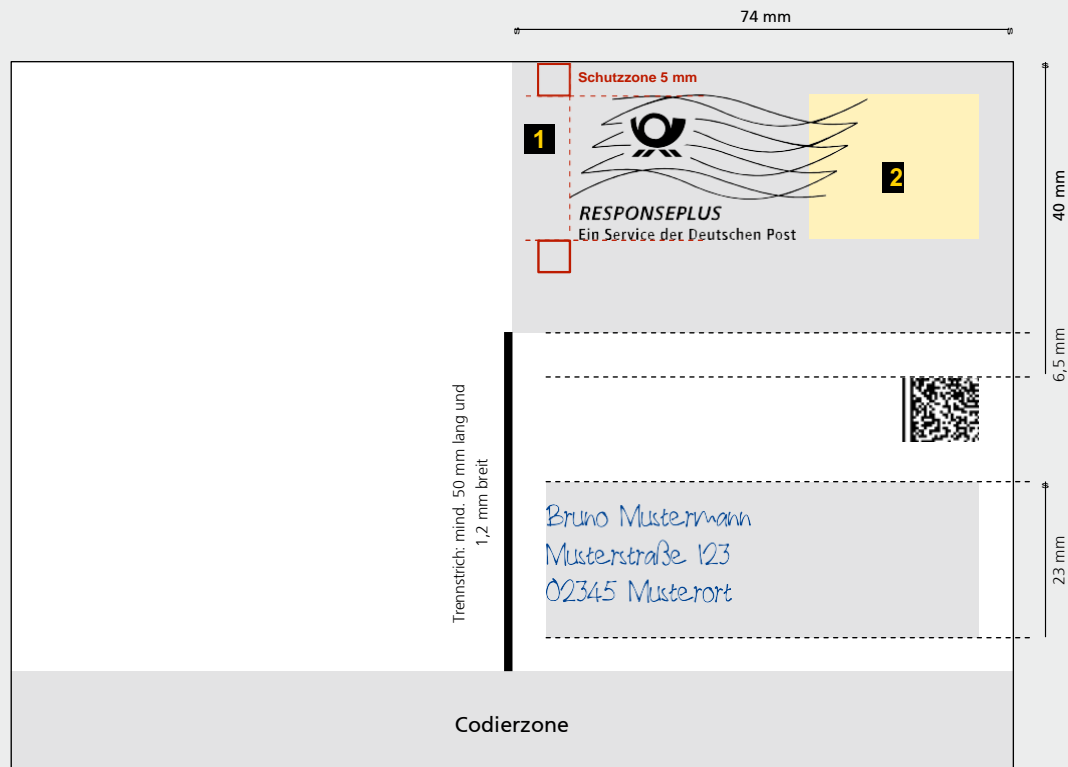 74 mm
Schutzzone 5 mm
1
2
40 mm
RESPONSEPLUS
Ein Service der Deutschen Post
6,5 mm
Trennstrich: mind. 50 mm lang und
1,2 mm breit
Bruno Mustermann
Musterstraße 123
02345 Musterort
23 mm
Codierzone